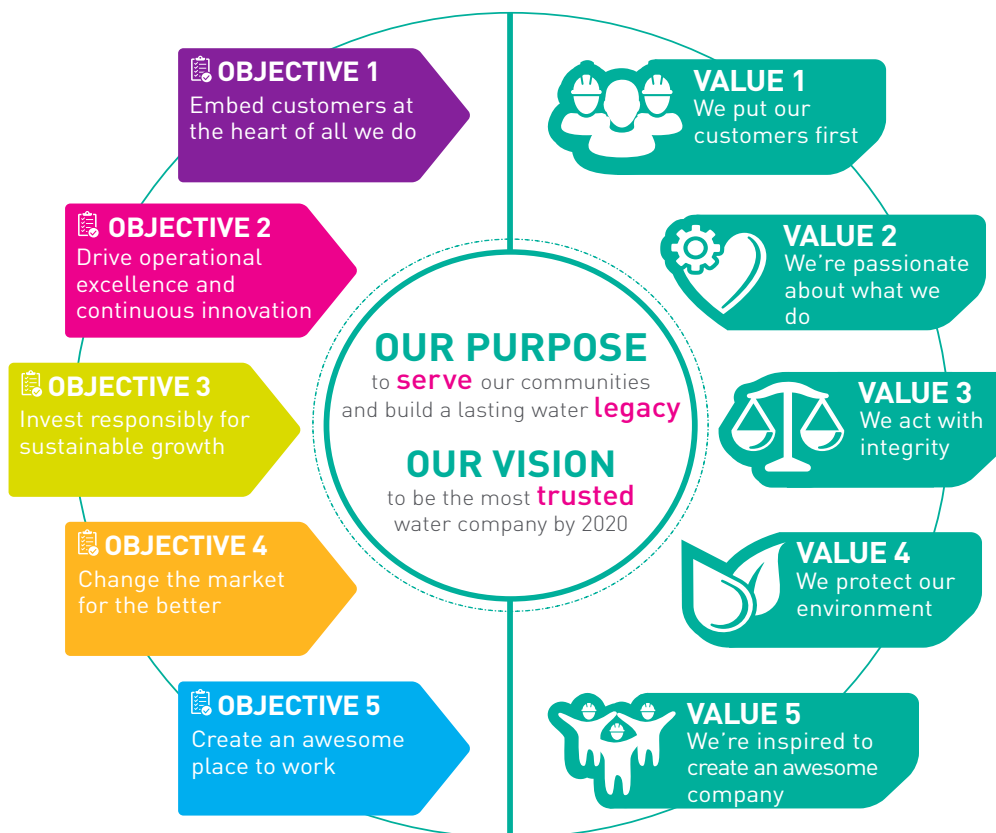 OBJECTIVE 1
Embed customers at
the heart of all we do
OBJECTIVE 2
Drive operational
excellence and
continuous innovation
OBJECTIVE 3
Invest responsibly for
sustainable growth
OBJECTIVE 4
Change the market
for the better
OBJECTIVE 5
Create an awesome
place to work
OUR PURPOSE
to serve our communities
and build a lasting water legacy
OUR VISION
to be the most trusted
water company by 2020
VALUE 1
We put our
customers first
VALUE 2
We're passionate
about what we
do
VALUE 3
We act with
integrity
VALUE 4
We protect our
environment
VALUE 5
We're inspired to
create an awesome
company